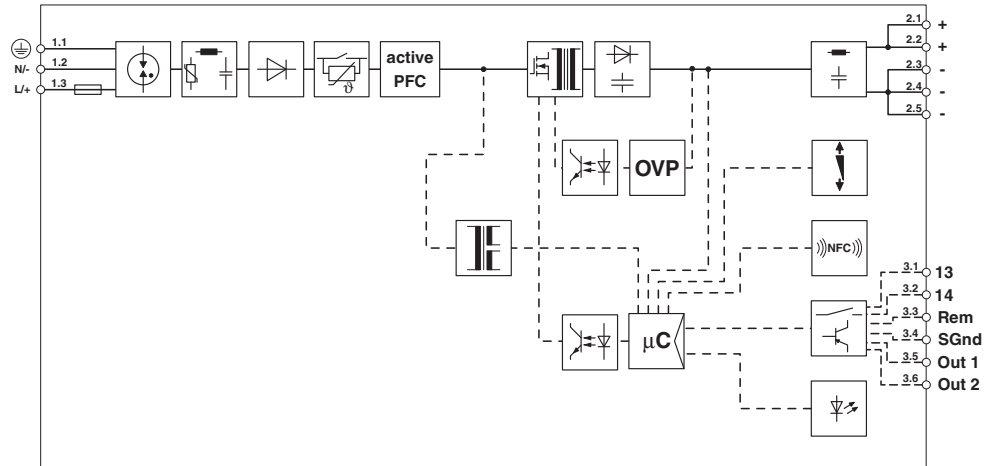 1.1
N/- 1.2
L/+ 1.3
active
PFC
ϑ
2.1 +
2.2 +
2.3 -
2.4 -
2.5 -
OVP
NFC
µC
3.1 13
3.2 14
3.3 Rem
3.4 SGnd
3.5 Out 1
3.6 Out 2